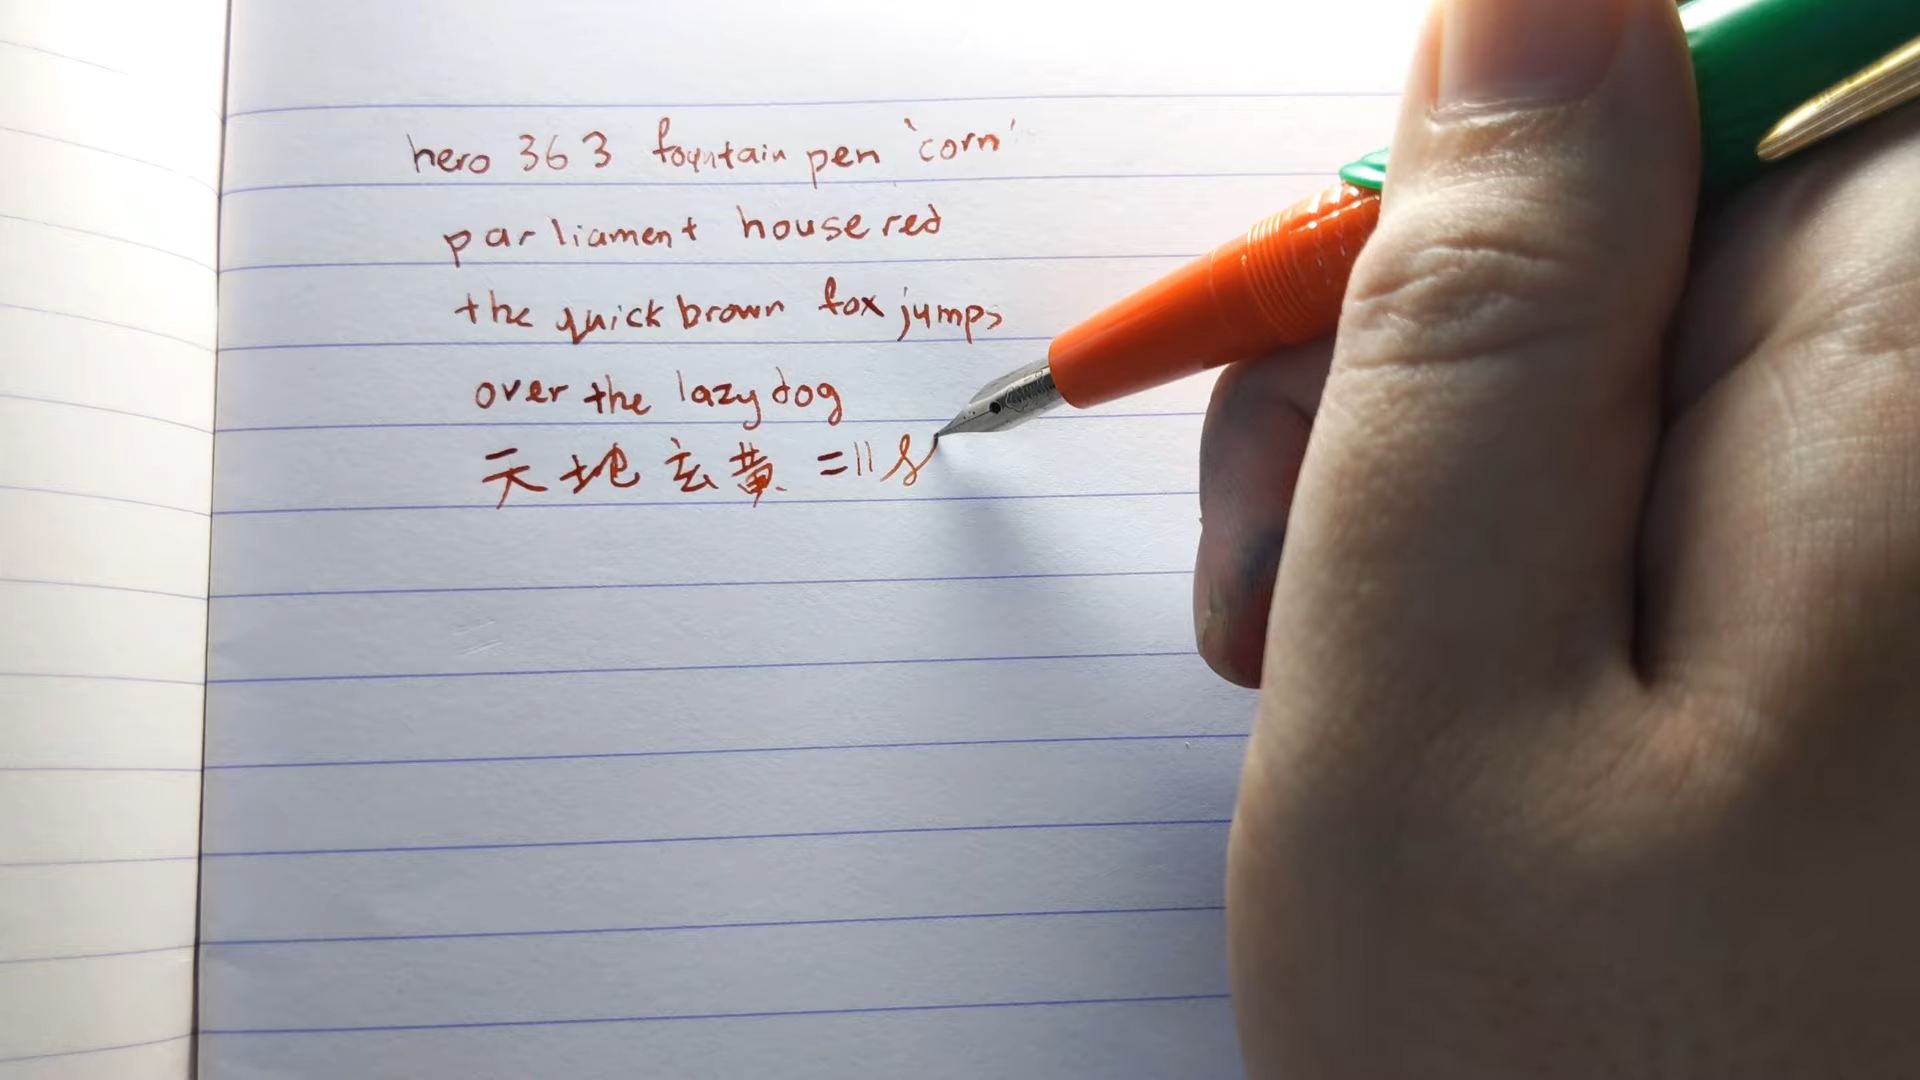 hero 363 fountain pen 'corn'
parliament house red
the quick brown fox jumps
over the lazy dog
天地玄黄